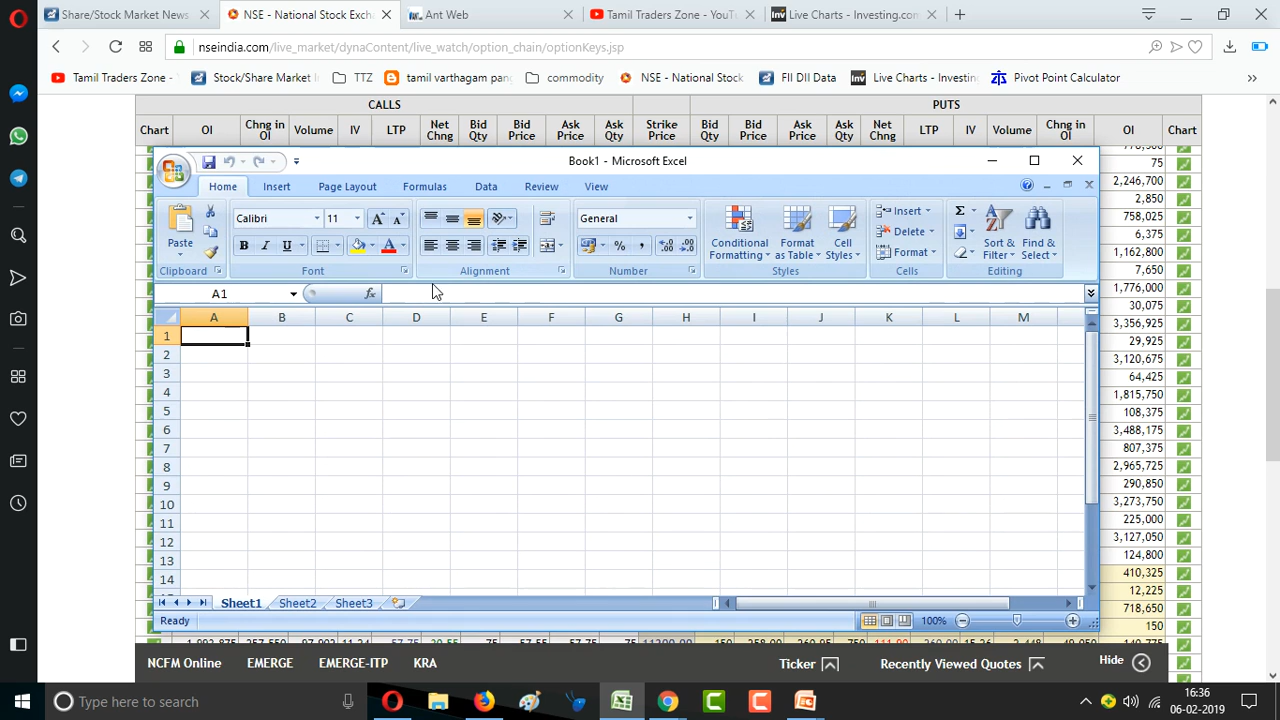 Share/Stock Market News
NSE - National Stock Exch
Ant Web
Tamil Traders Zone - YouT
Live Charts - Investing.com
nseindia.com/live_market/dynaContent/live_watch/option_chain/optionKeys.jsp
Tamil Traders Zone -
Stock/Share Market I
TTZ
tamil varthagam pan
commodity
NSE - National Stock
FII DII Data
Live Charts - Investin
Pivot Point Calculator
CALLS PUTS
Chart OI Chng in OI Volume IV LTP Net Chng Bid Qty Bid Price Ask Price Ask Qty Strike Price Bid Qty Bid Price Ask Price Ask Qty Net Chng LTP IV Volume Chng in OI OI Chart
Book1 - Microsoft Excel
Home Insert Page Layout Formulas Data Review View
Paste
Calibri 11
General
Conditional Formatting
Format as Table
Cell Styles
Insert
Delete
Format
Sort & Filter
Find & Select
Clipboard Font Alignment Number Styles Cells Editing
A1 fx
A B C D E F G H I J K L M
1
2
3
4
5
6
7
8
9
10
11
12
13
14
75
2,246,700
2,850
758,025
6,375
1,162,800
7,650
1,776,000
30,075
3,356,925
29,925
3,120,675
64,425
1,815,750
108,375
3,488,175
807,375
2,965,725
290,850
3,273,750
225,000
3,127,050
124,800
410,325
12,225
718,650
150
Sheet1 Sheet2 Sheet3
Ready 100%
NCFM Online EMERGE EMERGE-ITP KRA Ticker Recently Viewed Quotes Hide
Type here to search
16:36
06-02-2019